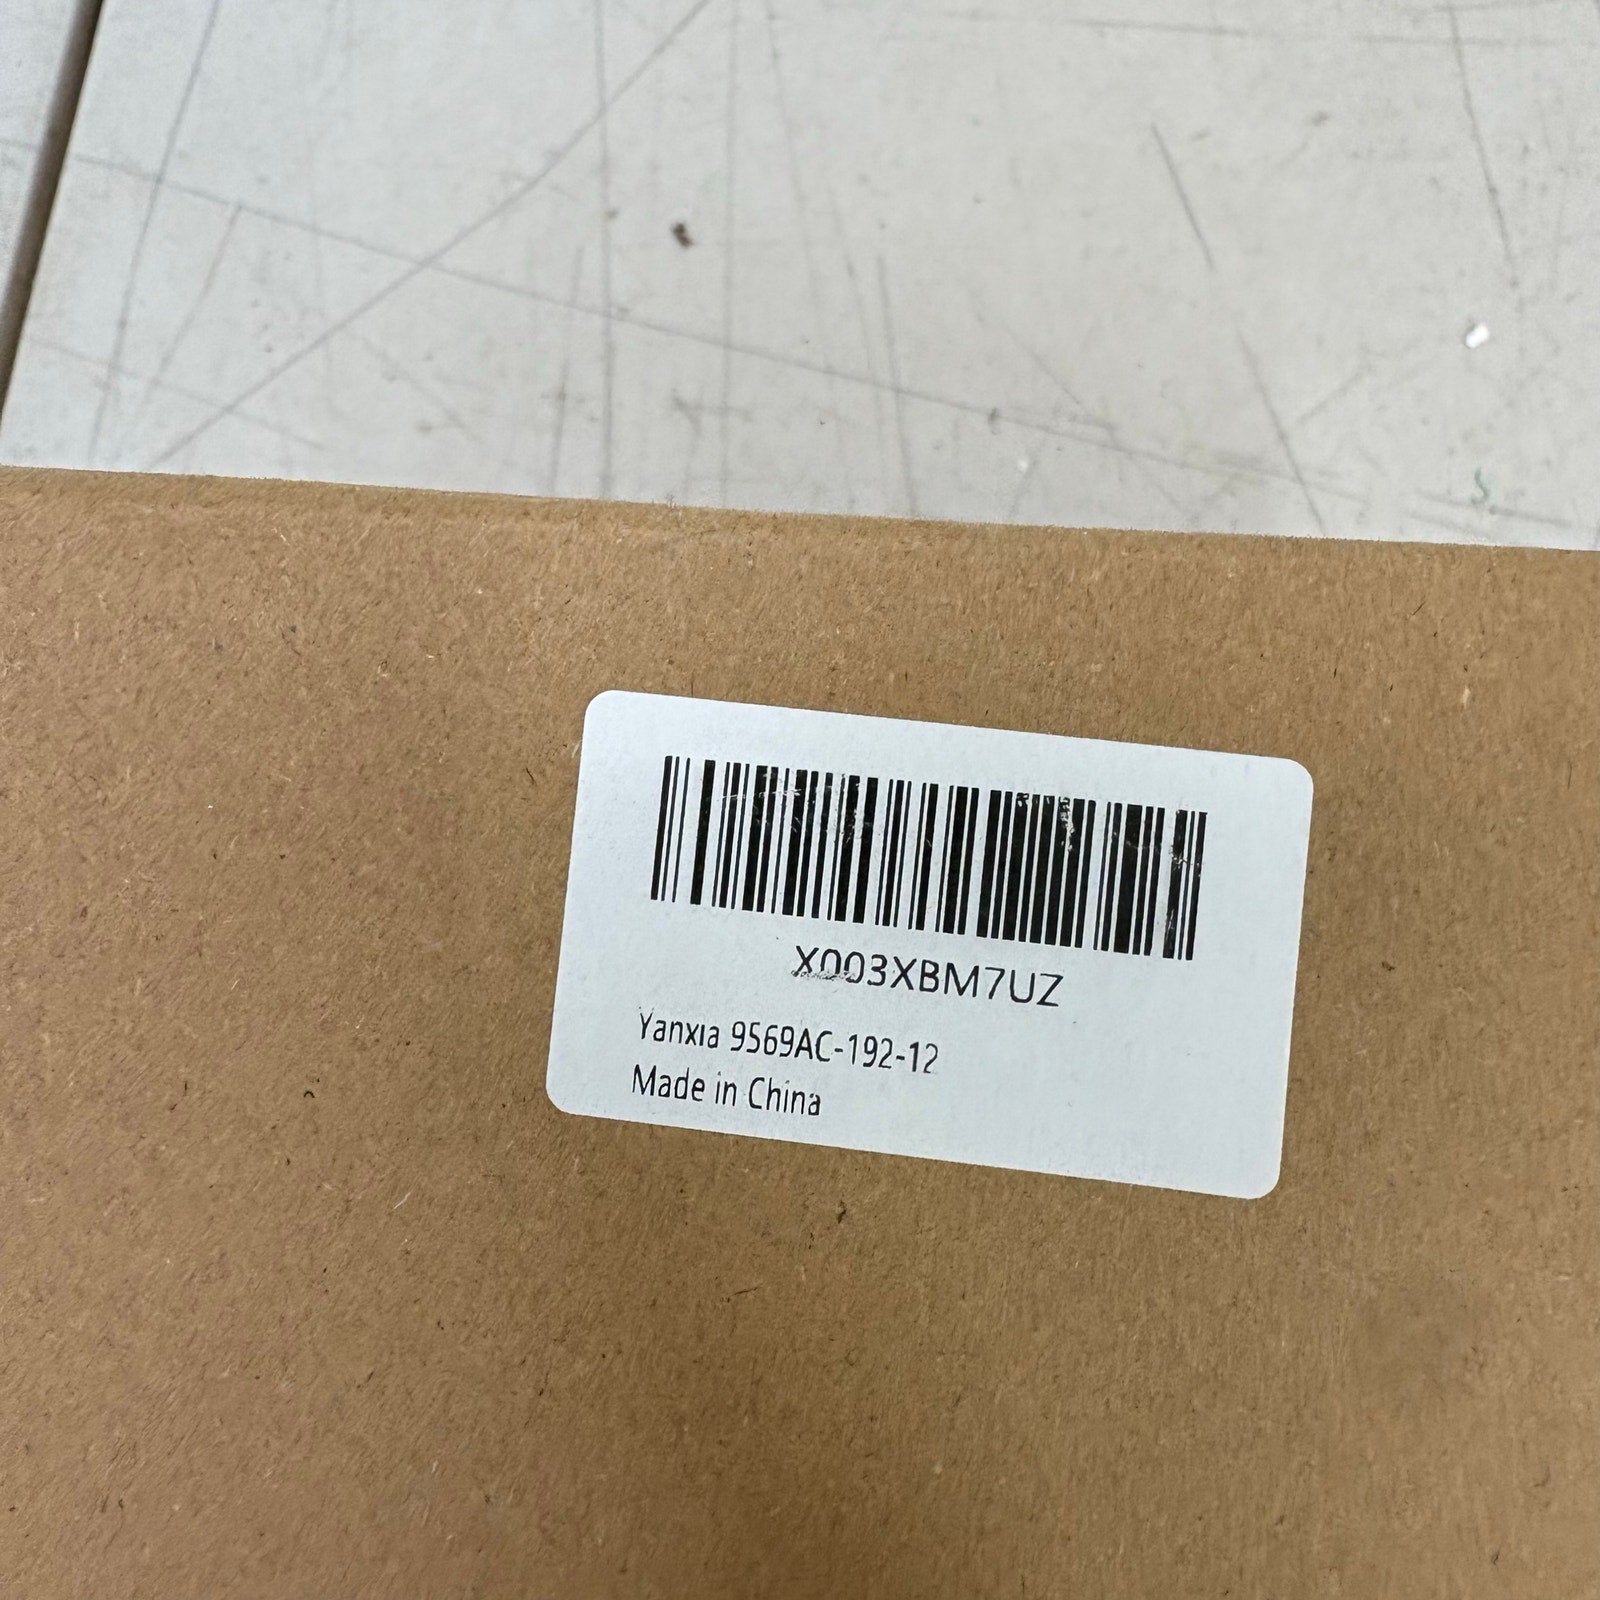 X003XBM7UZ
Yanxia 9569AC-192-12
Made in China